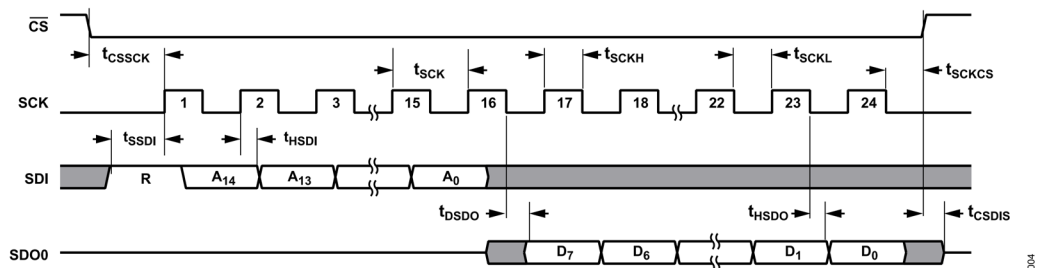 CS
tCSSCK
tSCK
tSCKH
tSCKL
tSCKCS
SCK
1 2 3 15 16 17 18 22 23 24
tSSDI
tHSDI
SDI
R A14 A13 A0
tDSDO
tHSDO
tCSDIS
SDO0
D7 D6 D1 D0
004